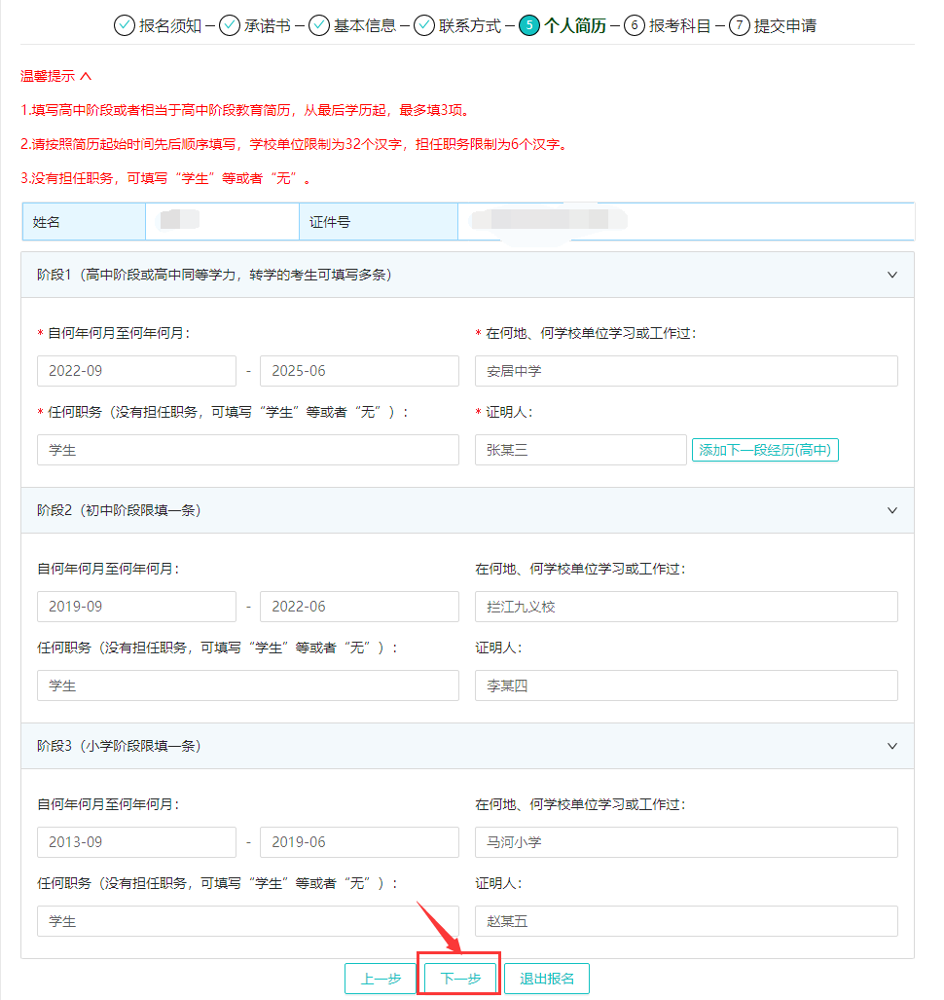 报名须知 承诺书 基本信息 联系方式 5 个人简历 6 报考科目 7 提交申请
温馨提示
1.填写高中阶段或者相当于高中阶段教育简历，从最后学历起，最多填3项。
2.请按照简历起始时间先后顺序填写，学校单位限制为32个汉字，担任职务限制为6个汉字。
3.没有担任职务，可填写“学生”等或者“无”。
姓名 证件号
阶段1（高中阶段或高中同等学力，转学的考生可填写多条）
* 自何年何月至何年何月： * 在何地、何学校单位学习或工作过：
2022-09 - 2025-06 安居中学
* 任何职务（没有担任职务，可填写“学生”等或者“无”）： * 证明人：
学生 张某三 添加下一段经历(高中)
阶段2（初中阶段限填一条）
自何年何月至何年何月： 在何地、何学校单位学习或工作过：
2019-09 - 2022-06 拦江九义校
任何职务（没有担任职务，可填写“学生”等或者“无”）： 证明人：
学生 李某四
阶段3（小学阶段限填一条）
自何年何月至何年何月： 在何地、何学校单位学习或工作过：
2013-09 - 2019-06 马河小学
任何职务（没有担任职务，可填写“学生”等或者“无”）： 证明人：
学生 赵某五
上一步 下一步 退出报名